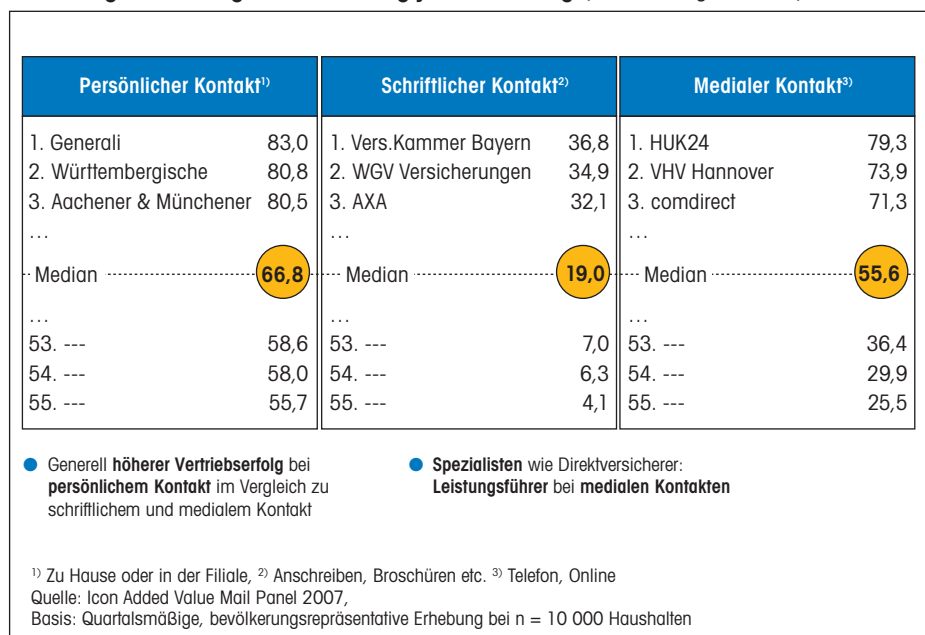 Persönlicher Kontakt1)
Schriftlicher Kontakt2)
Medialer Kontakt3)
1. Generali 83,0
2. Württembergische 80,8
3. Aachener & Münchener 80,5
...
Median 66,8
...
53. --- 58,6
54. --- 58,0
55. --- 55,7
1. Vers.Kammer Bayern 36,8
2. WGV Versicherungen 34,9
3. AXA 32,1
...
Median 19,0
...
53. --- 7,0
54. --- 6,3
55. --- 4,1
1. HUK24 79,3
2. VHV Hannover 73,9
3. comdirect 71,3
...
Median 55,6
...
53. --- 36,4
54. --- 29,9
55. --- 25,5
● Generell höherer Vertriebserfolg bei
persönlichem Kontakt im Vergleich zu
schriftlichem und medialem Kontakt
● Spezialisten wie Direktversicherer:
Leistungsführer bei medialen Kontakten
1) Zu Hause oder in der Filiale, 2) Anschreiben, Broschüren etc. 3) Telefon, Online
Quelle: Icon Added Value Mail Panel 2007,
Basis: Quartalsmäßige, bevölkerungsrepräsentative Erhebung bei n = 10 000 Haushalten